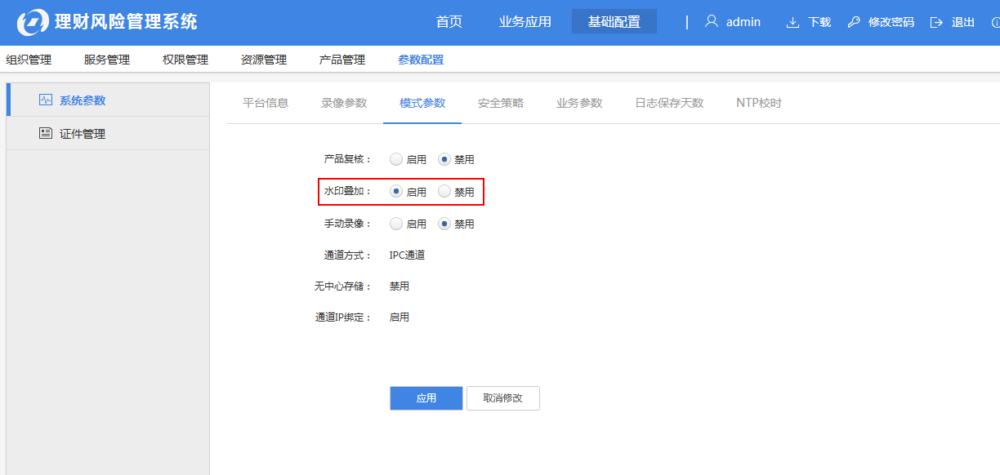 理财风险管理系统 首页 业务应用 基础配置 admin 下载 修改密码 退出
组织管理 服务管理 权限管理 资源管理 产品管理 参数配置
系统参数
证件管理
平台信息 录像参数 模式参数 安全策略 业务参数 日志保存天数 NTP校时
产品复核： 启用 禁用
水印叠加： 启用 禁用
手动录像： 启用 禁用
通道方式： IPC通道
无中心存储： 禁用
通道IP绑定： 启用
应用 取消修改